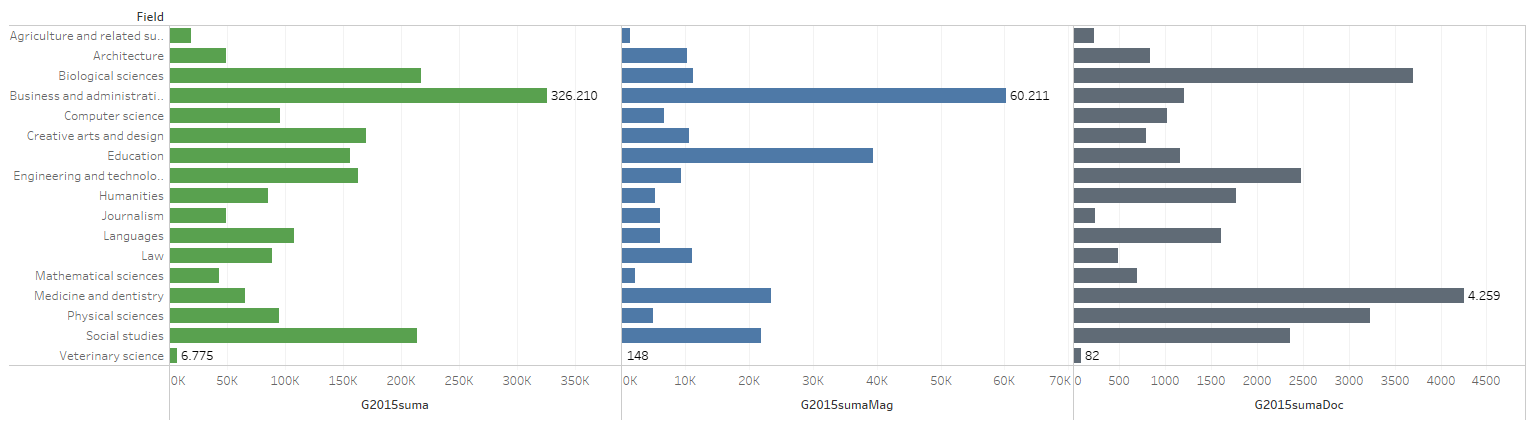 Field
Agriculture and related su..
Architecture
Biological sciences
Business and administrati.. 326.210 60.211
Computer science
Creative arts and design
Education
Engineering and technolo..
Humanities
Journalism
Languages
Law
Mathematical sciences
Medicine and dentistry 4.259
Physical sciences
Social studies
Veterinary science 6.775 148 82
0K 50K 100K 150K 200K 250K 300K 350K 0K 10K 20K 30K 40K 50K 60K 70K 0 500 1000 1500 2000 2500 3000 3500 4000 4500
G2015suma G2015sumaMag G2015sumaDoc